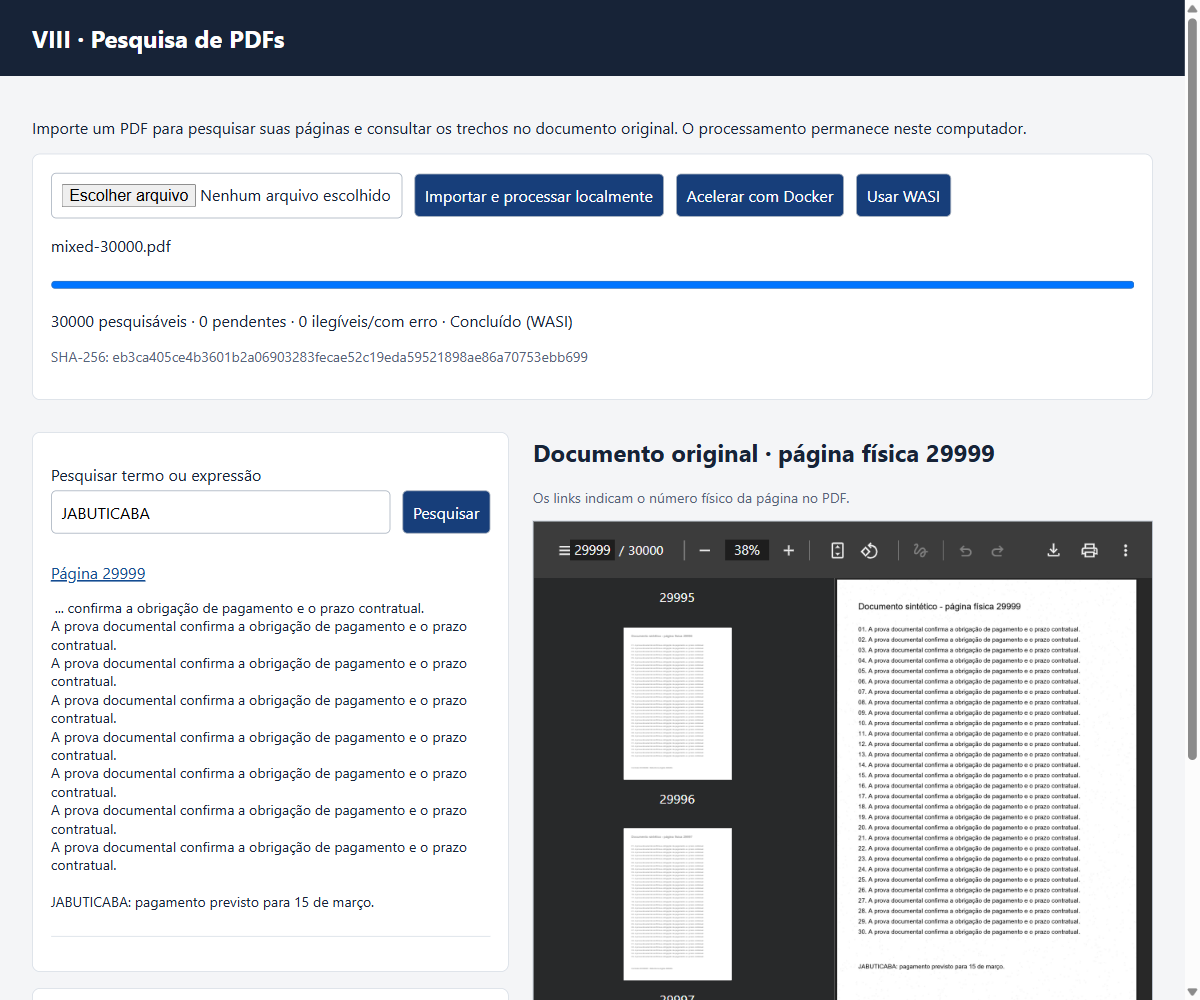 VIII · Pesquisa de PDFs
Importe um PDF para pesquisar suas páginas e consultar os trechos no documento original. O processamento permanece neste computador.
Escolher arquivo Nenhum arquivo escolhido
Importar e processar localmente
Acelerar com Docker
Usar WASI
mixed-30000.pdf
30000 pesquisáveis · 0 pendentes · 0 ilegíveis/com erro · Concluído (WASI)
SHA-256: eb3ca405ce4b3601b2a06903283fecae52c19eda59521898ae86a70753ebb699
Pesquisar termo ou expressão
JABUTICABA
Pesquisar
Página 29999
... confirma a obrigação de pagamento e o prazo contratual.
A prova documental confirma a obrigação de pagamento e o prazo
contratual.
A prova documental confirma a obrigação de pagamento e o prazo
contratual.
A prova documental confirma a obrigação de pagamento e o prazo
contratual.
A prova documental confirma a obrigação de pagamento e o prazo
contratual.
A prova documental confirma a obrigação de pagamento e o prazo
contratual.
A prova documental confirma a obrigação de pagamento e o prazo
contratual.
A prova documental confirma a obrigação de pagamento e o prazo
contratual.
JABUTICABA: pagamento previsto para 15 de março.
Documento original · página física 29999
Os links indicam o número físico da página no PDF.
29999 / 30000
38%
29995
29996
29997
Documento sintético - página física 29999
01. A prova documental confirma a obrigação de pagamento e o prazo contratual.
02. A prova documental confirma a obrigação de pagamento e o prazo contratual.
03. A prova documental confirma a obrigação de pagamento e o prazo contratual.
04. A prova documental confirma a obrigação de pagamento e o prazo contratual.
05. A prova documental confirma a obrigação de pagamento e o prazo contratual.
06. A prova documental confirma a obrigação de pagamento e o prazo contratual.
07. A prova documental confirma a obrigação de pagamento e o prazo contratual.
08. A prova documental confirma a obrigação de pagamento e o prazo contratual.
09. A prova documental confirma a obrigação de pagamento e o prazo contratual.
10. A prova documental confirma a obrigação de pagamento e o prazo contratual.
11. A prova documental confirma a obrigação de pagamento e o prazo contratual.
12. A prova documental confirma a obrigação de pagamento e o prazo contratual.
13. A prova documental confirma a obrigação de pagamento e o prazo contratual.
14. A prova documental confirma a obrigação de pagamento e o prazo contratual.
15. A prova documental confirma a obrigação de pagamento e o prazo contratual.
16. A prova documental confirma a obrigação de pagamento e o prazo contratual.
17. A prova documental confirma a obrigação de pagamento e o prazo contratual.
18. A prova documental confirma a obrigação de pagamento e o prazo contratual.
19. A prova documental confirma a obrigação de pagamento e o prazo contratual.
20. A prova documental confirma a obrigação de pagamento e o prazo contratual.
21. A prova documental confirma a obrigação de pagamento e o prazo contratual.
22. A prova documental confirma a obrigação de pagamento e o prazo contratual.
23. A prova documental confirma a obrigação de pagamento e o prazo contratual.
24. A prova documental confirma a obrigação de pagamento e o prazo contratual.
25. A prova documental confirma a obrigação de pagamento e o prazo contratual.
26. A prova documental confirma a obrigação de pagamento e o prazo contratual.
27. A prova documental confirma a obrigação de pagamento e o prazo contratual.
28. A prova documental confirma a obrigação de pagamento e o prazo contratual.
29. A prova documental confirma a obrigação de pagamento e o prazo contratual.
30. A prova documental confirma a obrigação de pagamento e o prazo contratual.
JABUTICABA: pagamento previsto para 15 de março.